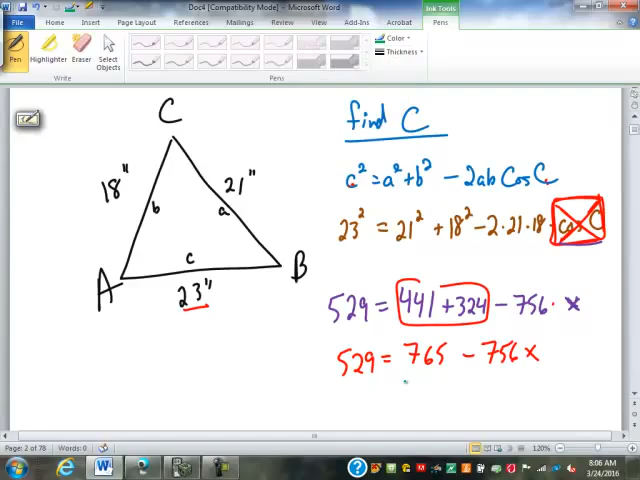 Doc4 [Compatibility Mode] - Microsoft Word
Ink Tools
File
Home
Insert
Page Layout
References
Mailings
Review
View
Acrobat
Pens
Pen
Highlighter
Eraser
Select
Objects
Color
Thickness
Write
Pens
C
find C
18"
21"
b
a
c
A
B
23"
c² = a² + b² - 2ab Cos C
23² = 21² + 18² - 2·21·18· cos C
529 = 441 + 324 - 756 · x
529 = 765 - 756x
Page: 2 of 78
Words: 0
120%
8:06 AM
3/24/2016